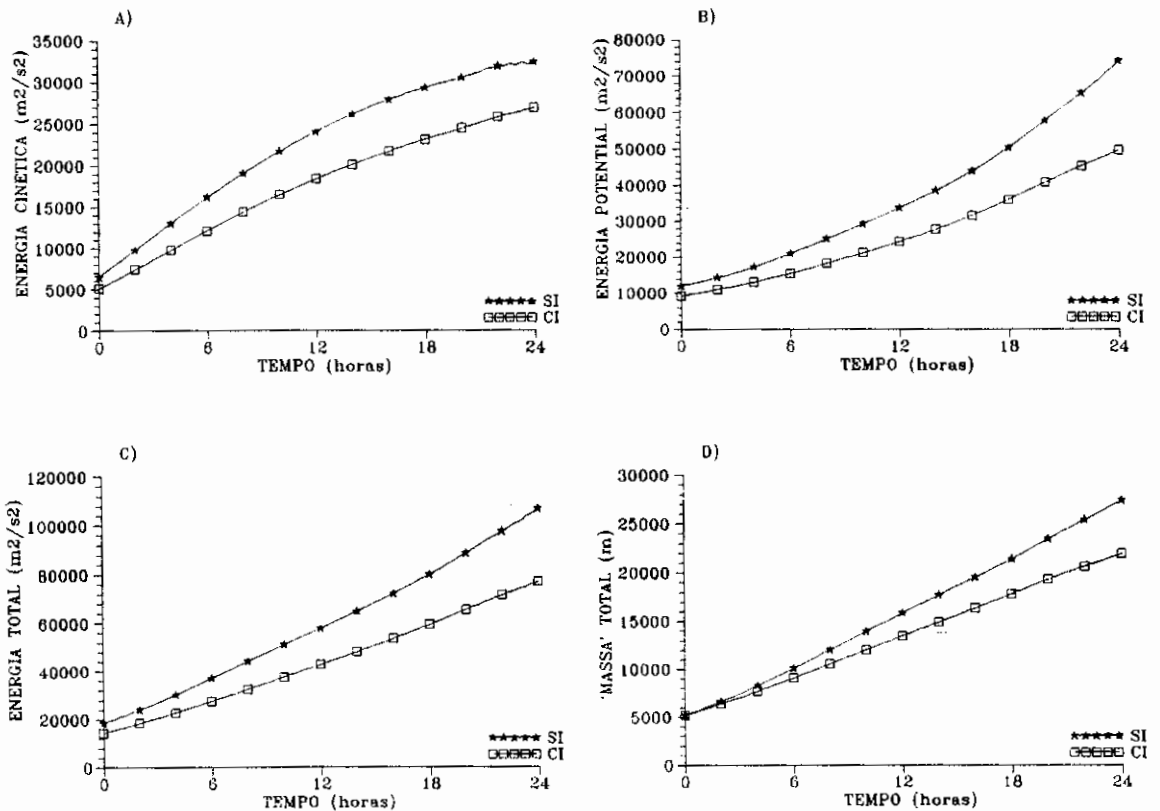 A)
ENERGIA CINETICA (m2/s2)
35000
30000
25000
20000
15000
10000
5000
0
0 6 12 18 24
TEMPO (horas)
SI
CI
B)
ENERGIA POTENTIAL (m2/s2)
80000
70000
60000
50000
40000
30000
20000
10000
0
0 6 12 18 24
TEMPO (horas)
SI
CI
C)
ENERGIA TOTAL (m2/s2)
120000
100000
80000
60000
40000
20000
0
0 6 12 18 24
TEMPO (horas)
SI
CI
D)
'MASSA' TOTAL (m)
30000
25000
20000
15000
10000
5000
0
0 6 12 18 24
TEMPO (horas)
SI
CI